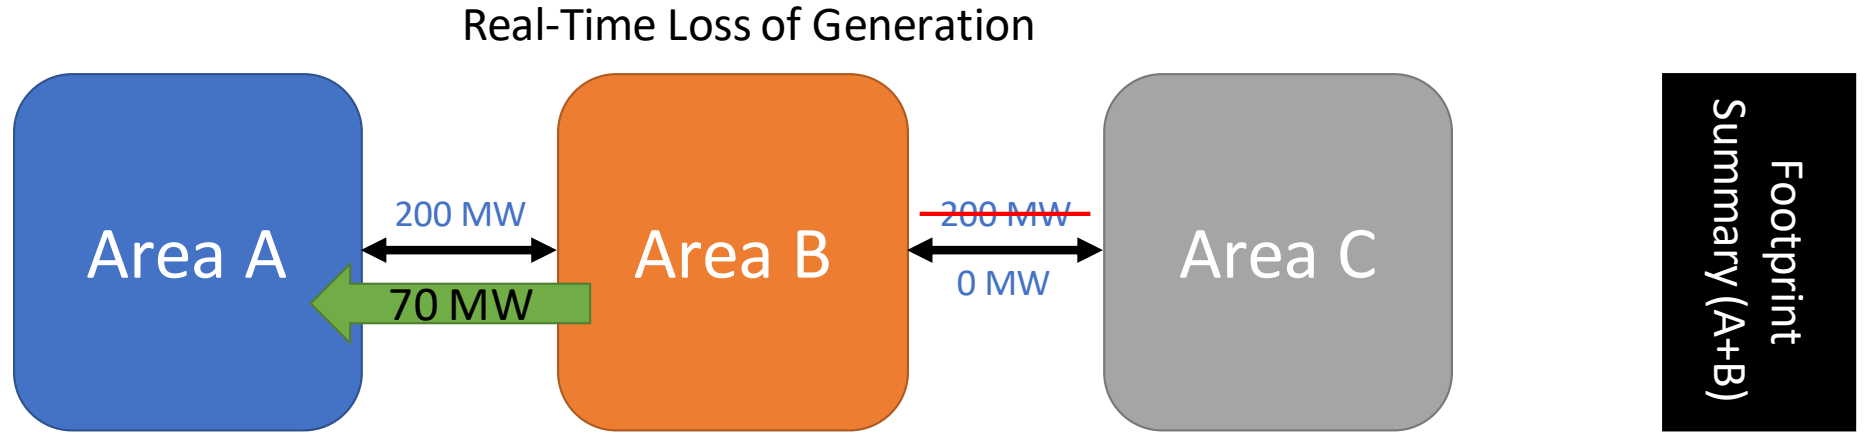 Real-Time Loss of Generation
Area A
200 MW
70 MW
Area B
200 MW
0 MW
Area C
Footprint
Summary (A+B)